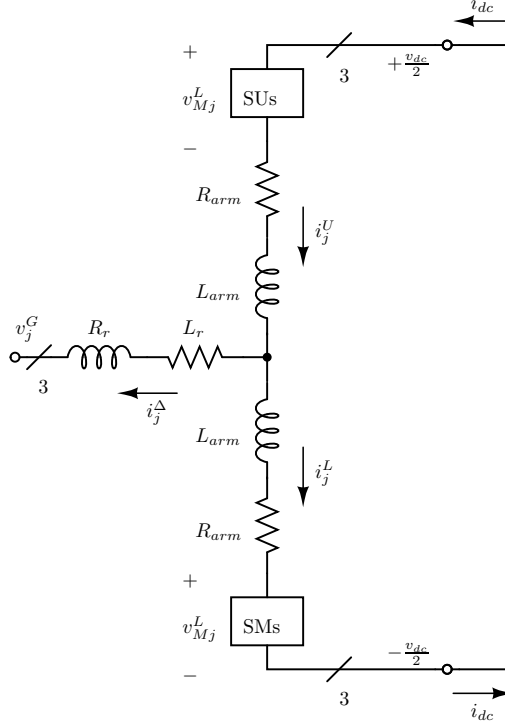 i_{dc}
+
+\frac{v_{dc}}{2}
3
v_{Mj}^{L} SUs
−
R_{arm}
i_j^U
L_{arm}
v_j^G R_r L_r
3
i_j^Δ
L_{arm}
i_j^L
R_{arm}
+
v_{Mj}^{L} SMs
−\frac{v_{dc}}{2}
−
3
i_{dc}